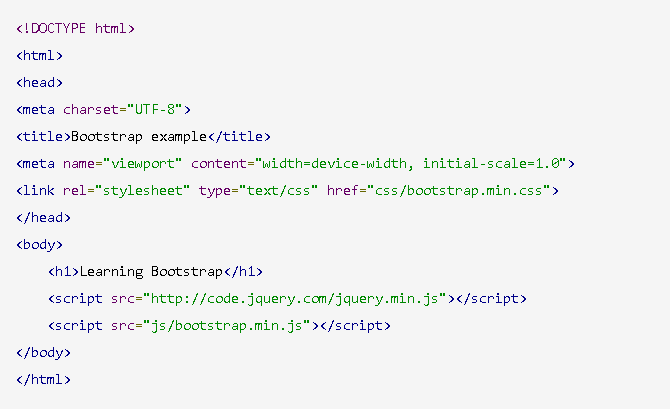 <!DOCTYPE html>
<html>
<head>
<meta charset="UTF-8">
<title>Bootstrap example</title>
<meta name="viewport" content="width=device-width, initial-scale=1.0">
<link rel="stylesheet" type="text/css" href="css/bootstrap.min.css">
</head>
<body>
    <h1>Learning Bootstrap</h1>
    <script src="http://code.jquery.com/jquery.min.js"></script>
    <script src="js/bootstrap.min.js"></script>
</body>
</html>